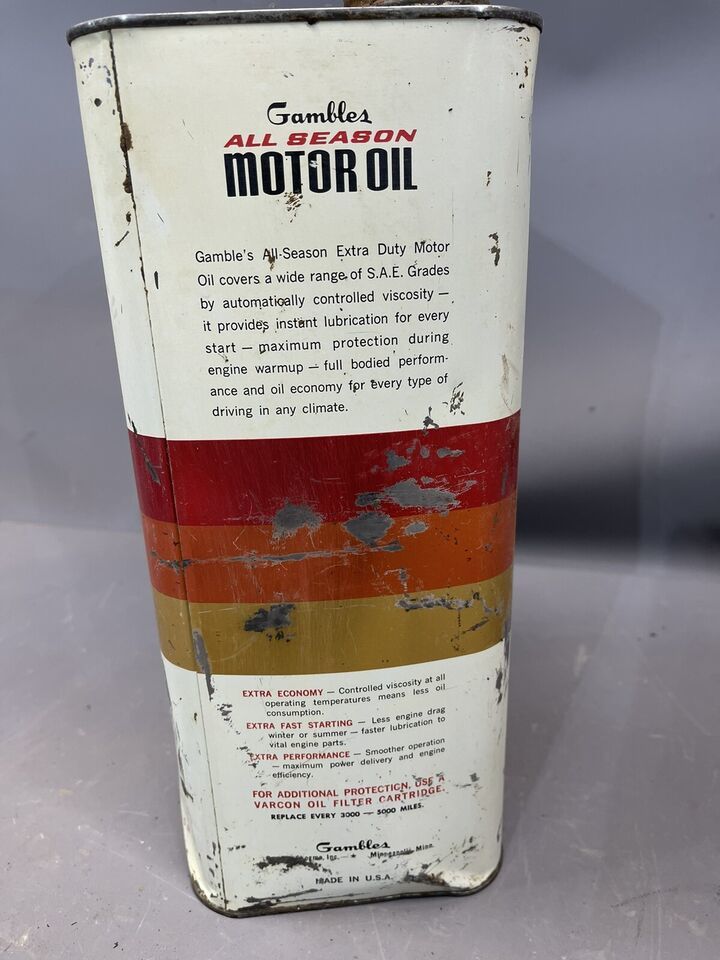 Gambles
ALL SEASON
MOTOR OIL
Gamble's All-Season Extra Duty Motor
Oil covers a wide range of S.A.E. Grades
by automatically controlled viscosity —
it provides instant lubrication for every
start — maximum protection during
engine warmup — full bodied perform-
ance and oil economy for every type of
driving in any climate.
EXTRA ECONOMY — Controlled viscosity at all
operating temperatures means less oil
consumption.
EXTRA FAST STARTING — Less engine drag
winter or summer — faster lubrication to
vital engine parts.
EXTRA PERFORMANCE — Smoother operation
— maximum power delivery and engine
efficiency.
FOR ADDITIONAL PROTECTION, USE A
VARCON OIL FILTER CARTRIDGE.
REPLACE EVERY 3000 — 5000 MILES.
Gambles
Inc. ★ Minneapolis, Minn.
MADE IN U.S.A.